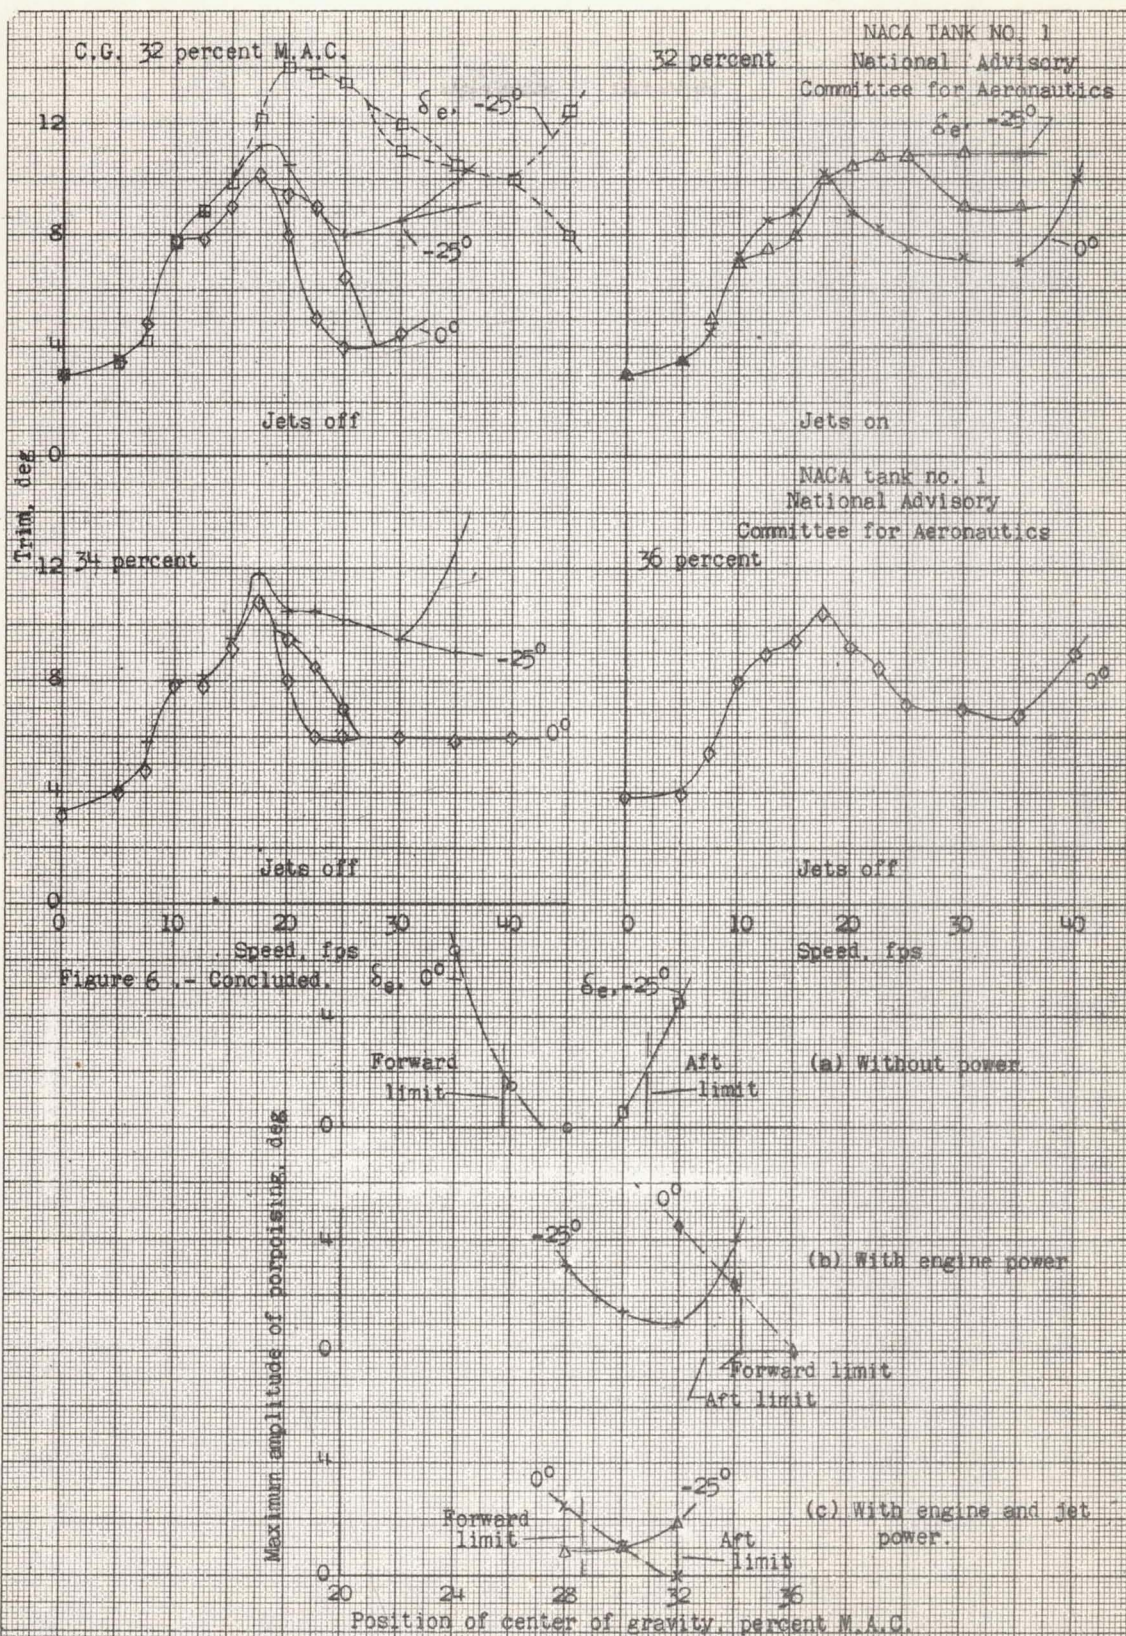 C.G. 32 percent M.A.C.
δe, -25°
-25°
0°
12
8
4
0
Jets off
NACA TANK NO. 1
32 percent
National Advisory
Committee for Aeronautics
δe, -25°
0°
Jets on
Trim, deg
NACA tank no. 1
National Advisory
Committee for Aeronautics
12
34 percent
-25°
0°
8
4
0
Jets off
0 10 20 30 40
Speed, fps
36 percent
0°
Jets off
0 10 20 30 40
Speed, fps
Figure 6 .- Concluded.
δe, 0°
δe, -25°
4
Forward
limit
Aft
limit
(a) Without power.
0
Maximum amplitude of porpoising, deg
0°
-25°
4
(b) With engine power
0
Forward limit
Aft limit
4
0°
-25°
Forward
limit
Aft
limit
(c) With engine and jet
power.
0
20 24 28 32 36
Position of center of gravity, percent M.A.C.